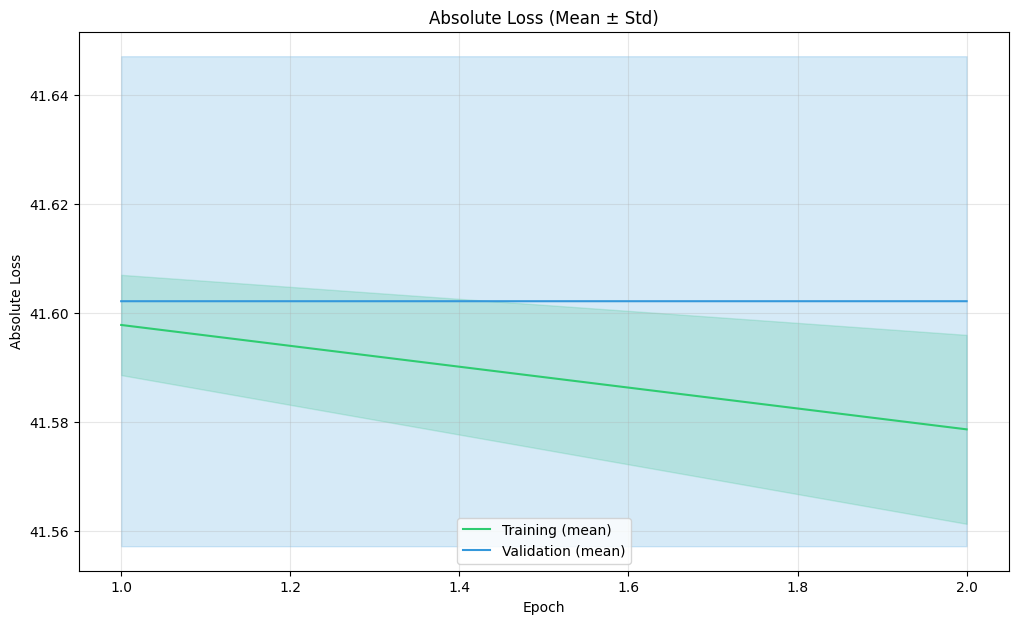 Absolute Loss (Mean ± Std)
Absolute Loss
41.64
41.62
41.60
41.58
41.56
Training (mean)
Validation (mean)
1.0 1.2 1.4 1.6 1.8 2.0
Epoch